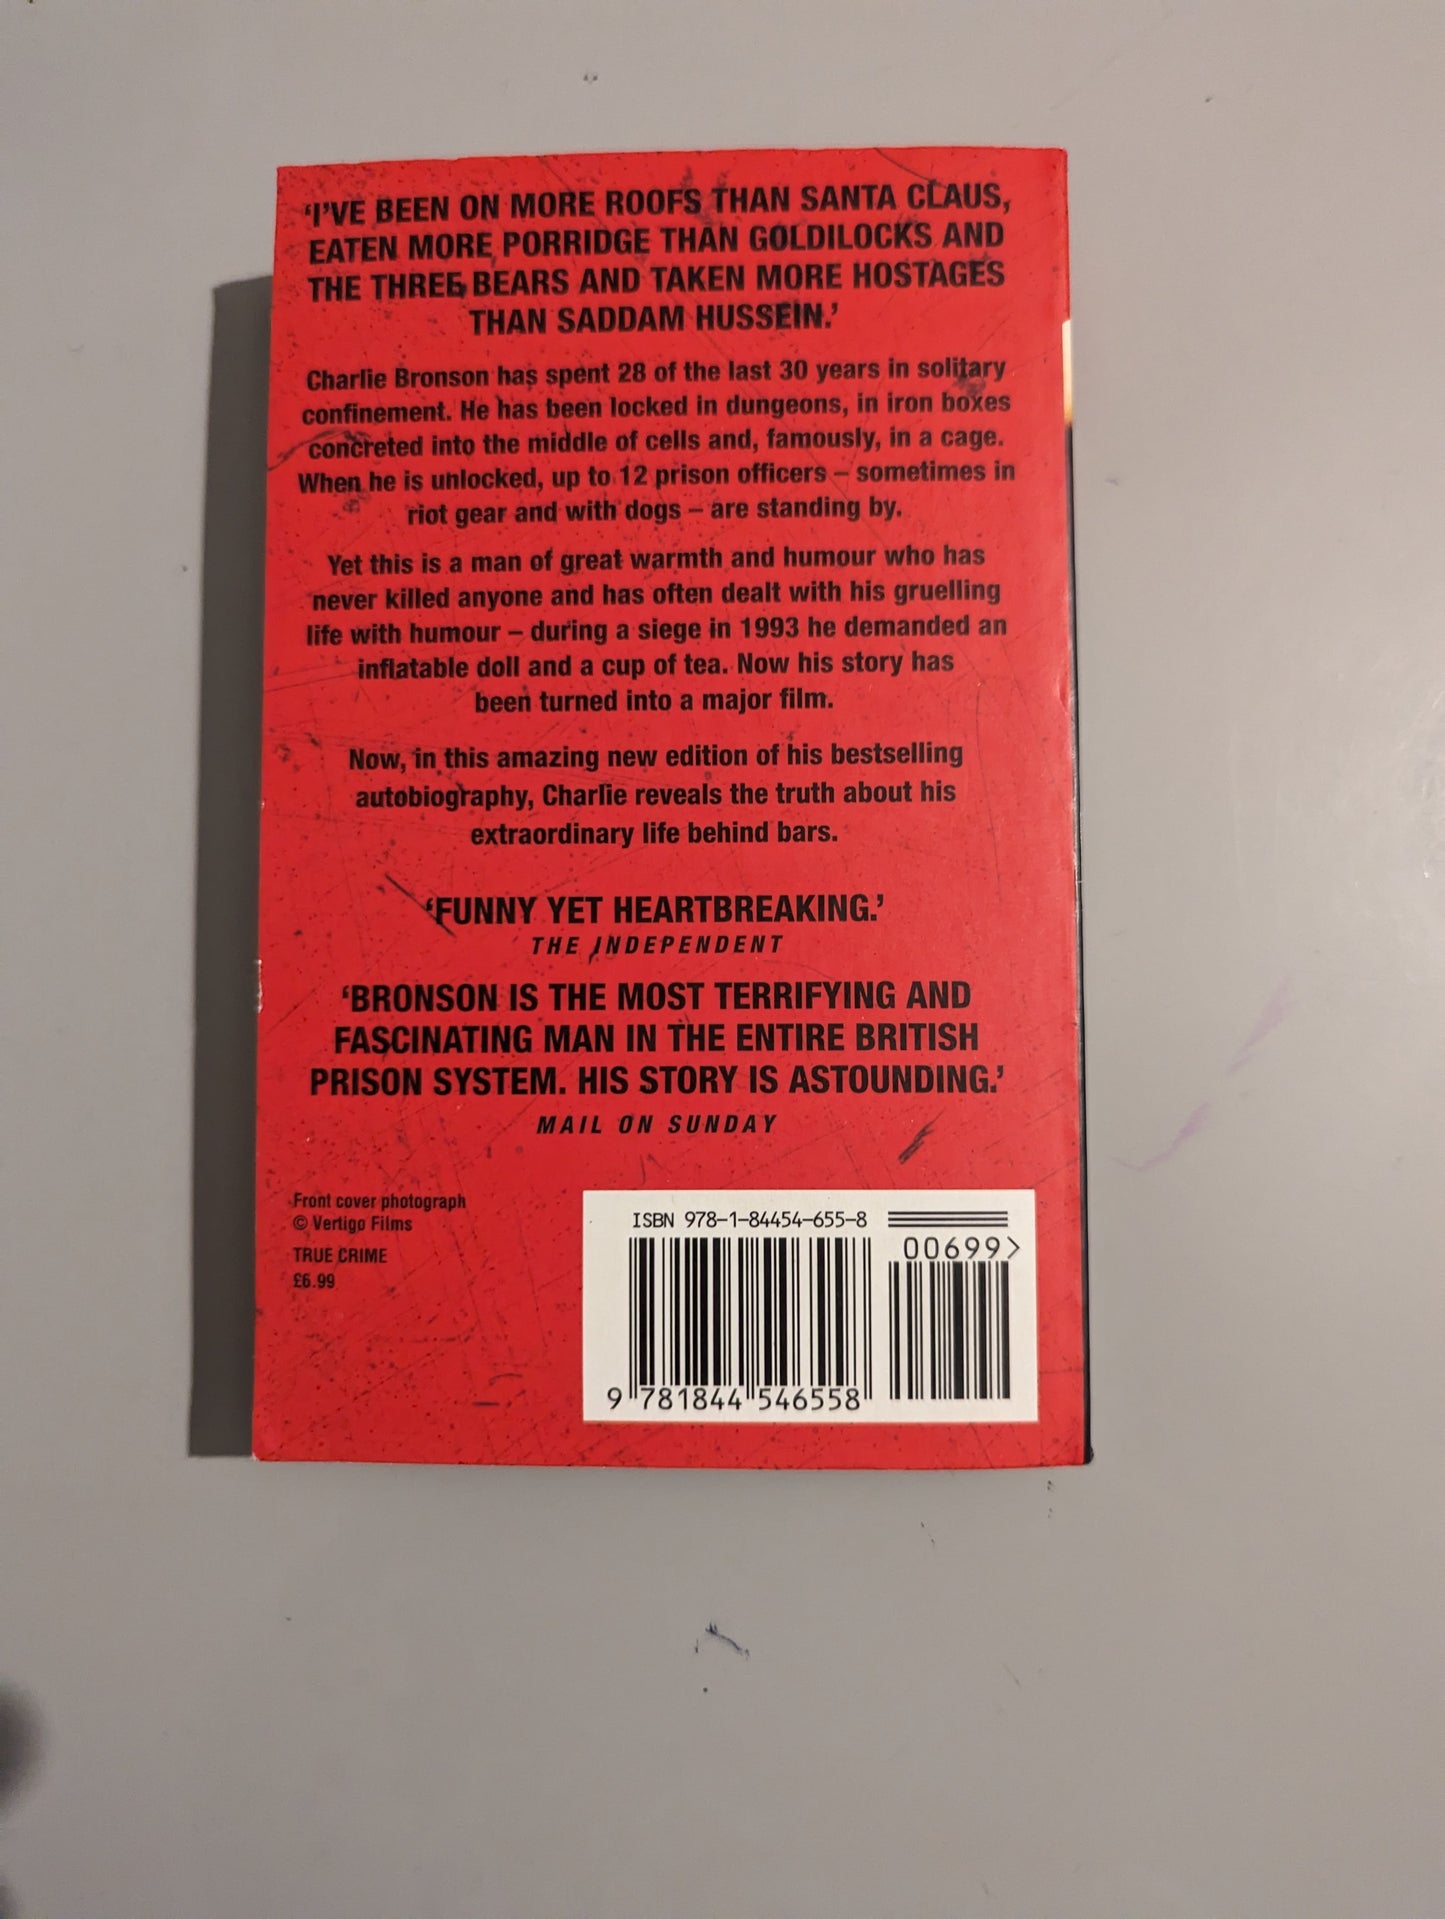 ‘I’VE BEEN ON MORE ROOFS THAN SANTA CLAUS,
EATEN MORE PORRIDGE THAN GOLDILOCKS AND
THE THREE BEARS AND TAKEN MORE HOSTAGES
THAN SADDAM HUSSEIN.’
Charlie Bronson has spent 28 of the last 30 years in solitary
confinement. He has been locked in dungeons, in iron boxes
concreted into the middle of cells and, famously, in a cage.
When he is unlocked, up to 12 prison officers – sometimes in
riot gear and with dogs – are standing by.
Yet this is a man of great warmth and humour who has
never killed anyone and has often dealt with his gruelling
life with humour – during a siege in 1993 he demanded an
inflatable doll and a cup of tea. Now his story has
been turned into a major film.
Now, in this amazing new edition of his bestselling
autobiography, Charlie reveals the truth about his
extraordinary life behind bars.
‘FUNNY YET HEARTBREAKING.’
THE INDEPENDENT
‘BRONSON IS THE MOST TERRIFYING AND
FASCINATING MAN IN THE ENTIRE BRITISH
PRISON SYSTEM. HIS STORY IS ASTOUNDING.’
MAIL ON SUNDAY
Front cover photograph
© Vertigo Films
TRUE CRIME
£6.99
ISBN 978-1-84454-655-8
00699>
9 781844 546558